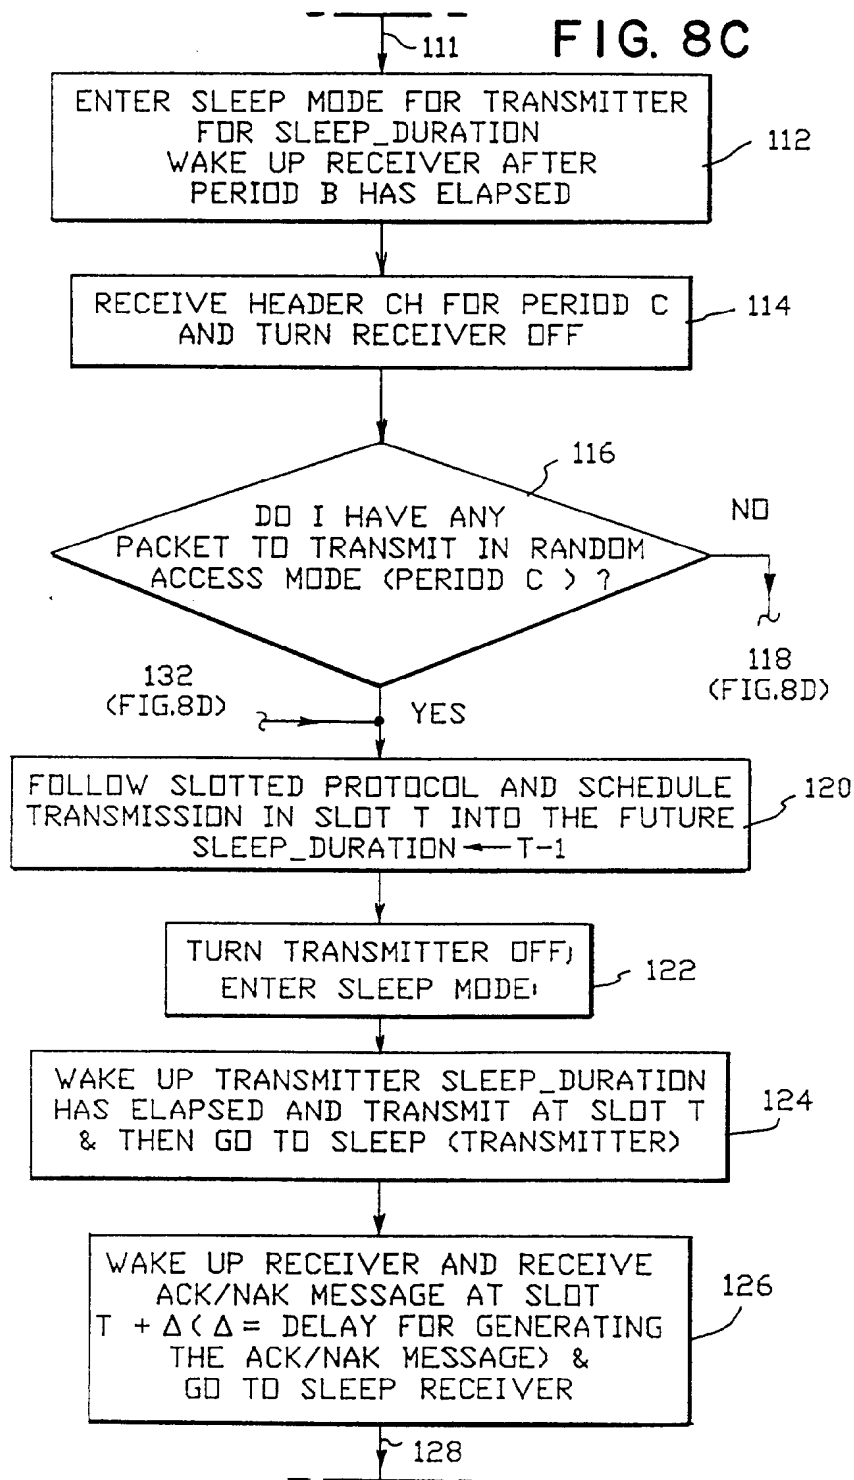 111
FIG. 8C
ENTER SLEEP MODE FOR TRANSMITTER
FOR SLEEP_DURATION
WAKE UP RECEIVER AFTER
PERIOD B HAS ELAPSED
112
RECEIVE HEADER CH FOR PERIOD C
AND TURN RECEIVER OFF
114
116
DO I HAVE ANY
PACKET TO TRANSMIT IN RANDOM
ACCESS MODE (PERIOD C ) ?
NO
118
(FIG.8D)
132
(FIG.8D)
YES
FOLLOW SLOTTED PROTOCOL AND SCHEDULE
TRANSMISSION IN SLOT T INTO THE FUTURE
SLEEP_DURATION ← T-1
120
TURN TRANSMITTER OFF;
ENTER SLEEP MODE;
122
WAKE UP TRANSMITTER SLEEP_DURATION
HAS ELAPSED AND TRANSMIT AT SLOT T
& THEN GO TO SLEEP (TRANSMITTER)
124
WAKE UP RECEIVER AND RECEIVE
ACK/NAK MESSAGE AT SLOT
T + Δ ( Δ = DELAY FOR GENERATING
THE ACK/NAK MESSAGE) &
GO TO SLEEP RECEIVER
126
128